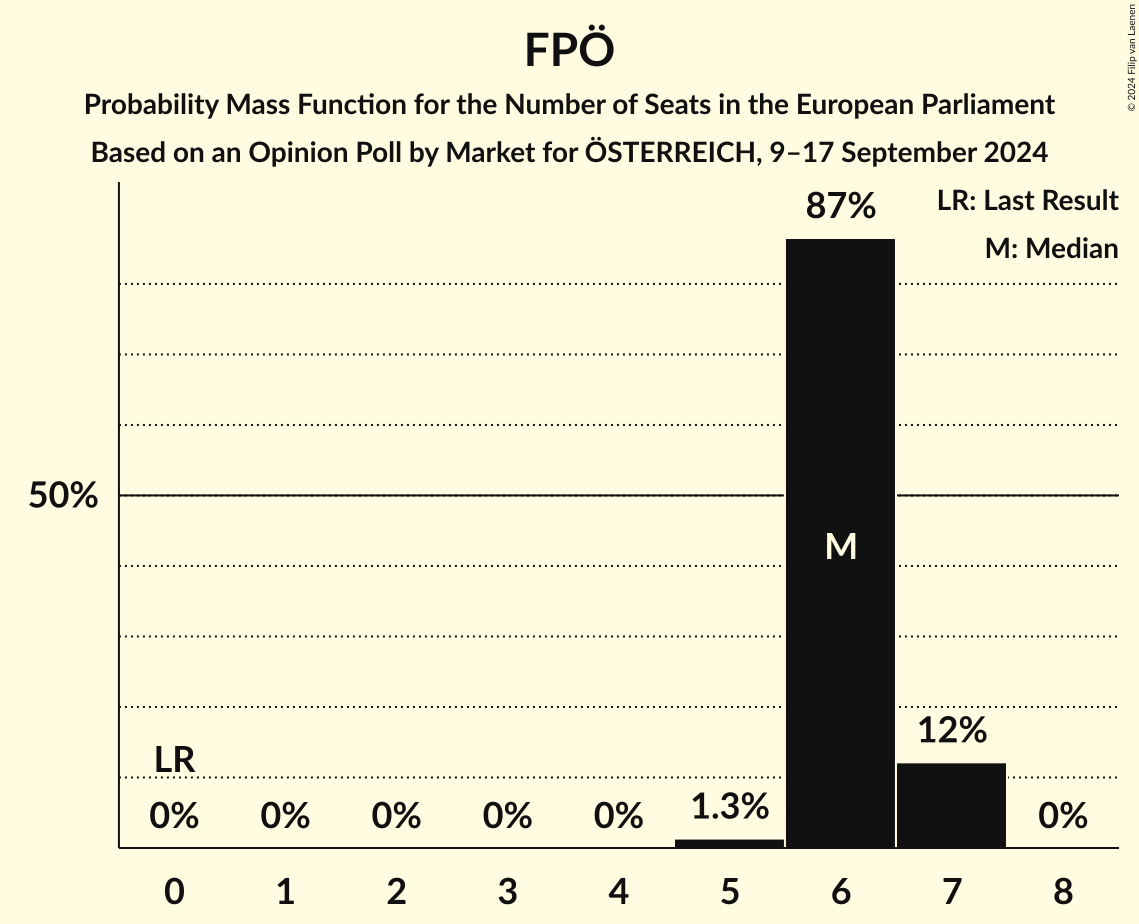 FPÖ
Probability Mass Function for the Number of Seats in the European Parliament
Based on an Opinion Poll by Market for ÖSTERREICH, 9–17 September 2024
© 2024 Filip van Laenen
LR: Last Result
M: Median
50%
LR
0%
0%
0%
0%
0%
1.3%
87%
M
12%
0%
0 1 2 3 4 5 6 7 8